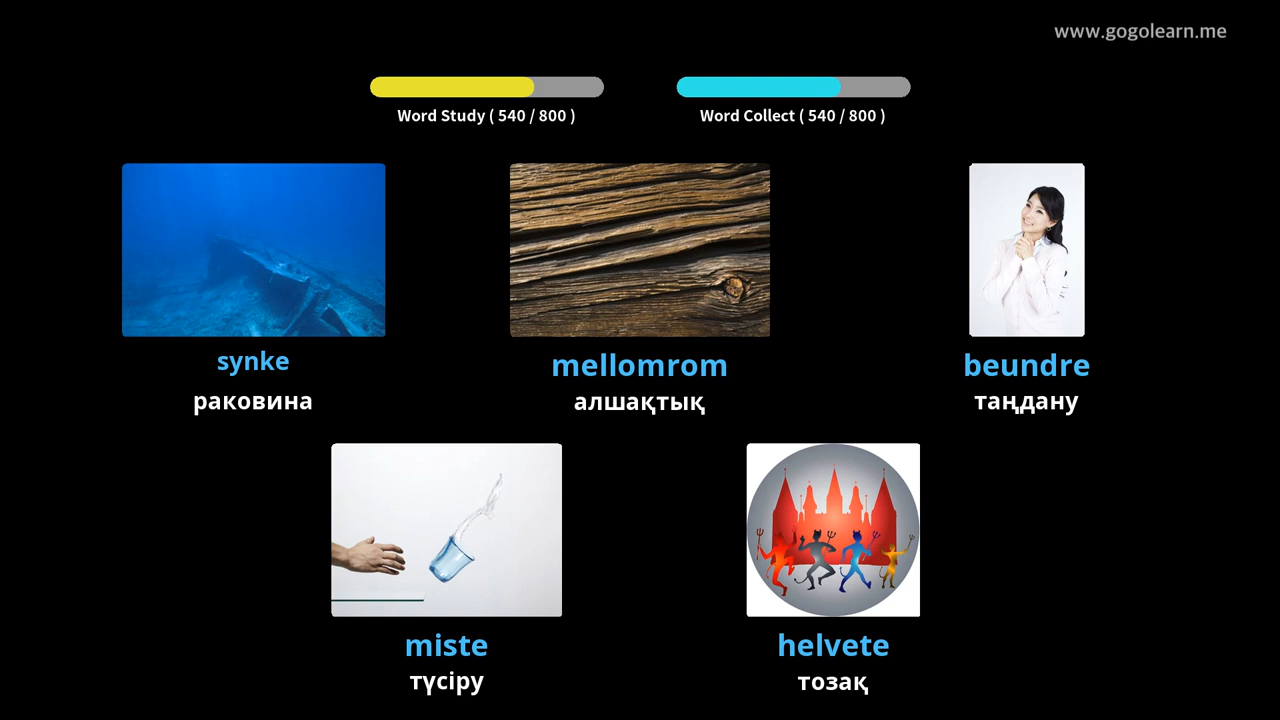 www.gogolearn.me
Word Study ( 540 / 800 )
Word Collect ( 540 / 800 )
synke
раковина
mellomrom
алшақтық
beundre
таңдану
miste
түсіру
helvete
тозақ